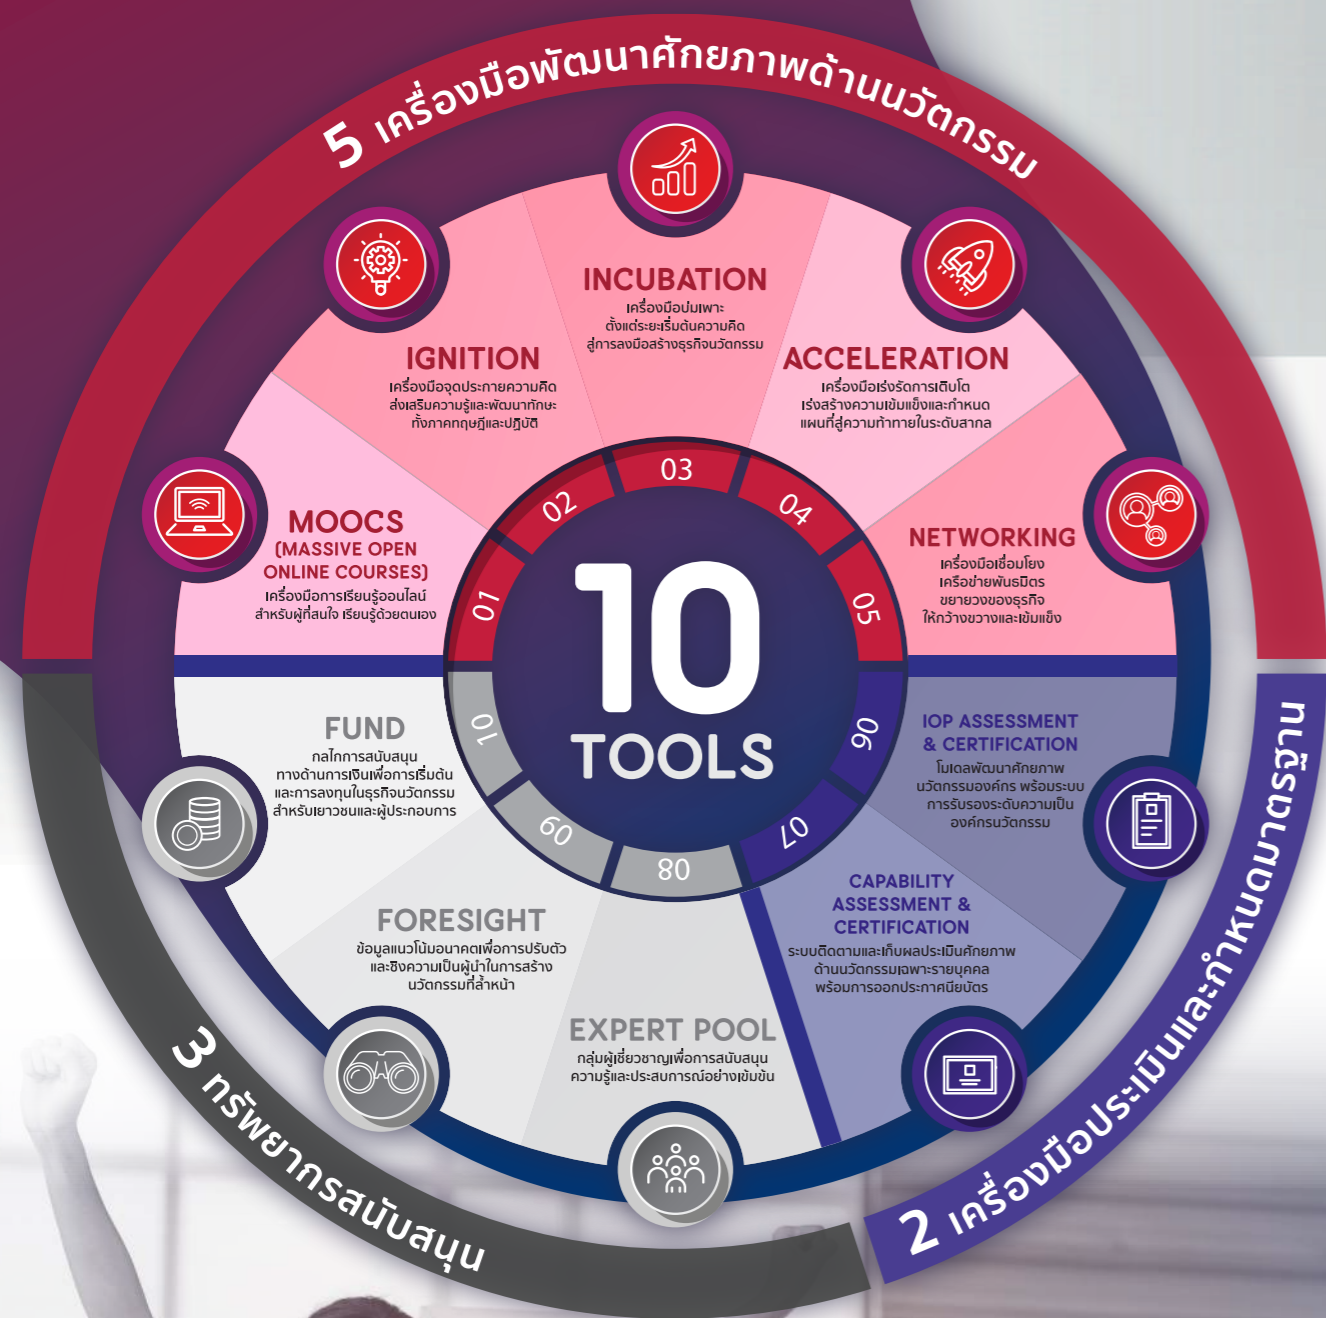 5 เครื่องมือพัฒนาศักยภาพด้านนวัตกรรม
INCUBATION
เครื่องมือบ่มเพาะ
ตั้งแต่ระยะเริ่มต้นความคิด
สู่การลงมือสร้างธุรกิจนวัตกรรม
IGNITION
เครื่องมือจุดประกายความคิด
ส่งเสริมความรู้และพัฒนาทักษะ
ทั้งภาคทฤษฎีและปฏิบัติ
ACCELERATION
เครื่องมือเร่งรัดการเติบโต
เร่งสร้างความเข้มแข็งและกำหนด
แผนที่สู่ความท้าทายในระดับสากล
MOOCS
(MASSIVE OPEN
ONLINE COURSES)
เครื่องมือการเรียนรู้ออนไลน์
สำหรับผู้ที่สนใจ เรียนรู้ด้วยตนเอง
NETWORKING
เครื่องมือเชื่อมโยง
เครือข่ายพันธมิตร
ขยายวงของธุรกิจ
ให้กว้างขวางและเข้มแข็ง
01
02
03
04
05
06
07
08
09
10
10
TOOLS
FUND
กลไกการสนับสนุน
ทางด้านการเงินเพื่อการเริ่มต้น
และการลงทุนในธุรกิจนวัตกรรม
สำหรับเยาวชนและผู้ประกอบการ
IOP ASSESSMENT
& CERTIFICATION
โมเดลพัฒนาศักยภาพ
นวัตกรรมองค์กร พร้อมระบบ
การรับรองระดับความเป็น
องค์กรนวัตกรรม
CAPABILITY
ASSESSMENT &
CERTIFICATION
ระบบติดตามและเก็บผลประเมินศักยภาพ
ด้านนวัตกรรมเฉพาะรายบุคคล
พร้อมการออกประกาศนียบัตร
FORESIGHT
ข้อมูลแนวโน้มอนาคตเพื่อการปรับตัว
และชิงความเป็นผู้นำในการสร้าง
นวัตกรรมที่ล้ำหน้า
EXPERT POOL
กลุ่มผู้เชี่ยวชาญเพื่อการสนับสนุน
ความรู้และประสบการณ์อย่างเข้มข้น
3 ทรัพยากรสนับสนุน
2 เครื่องมือประเมินและกำหนดมาตรฐาน